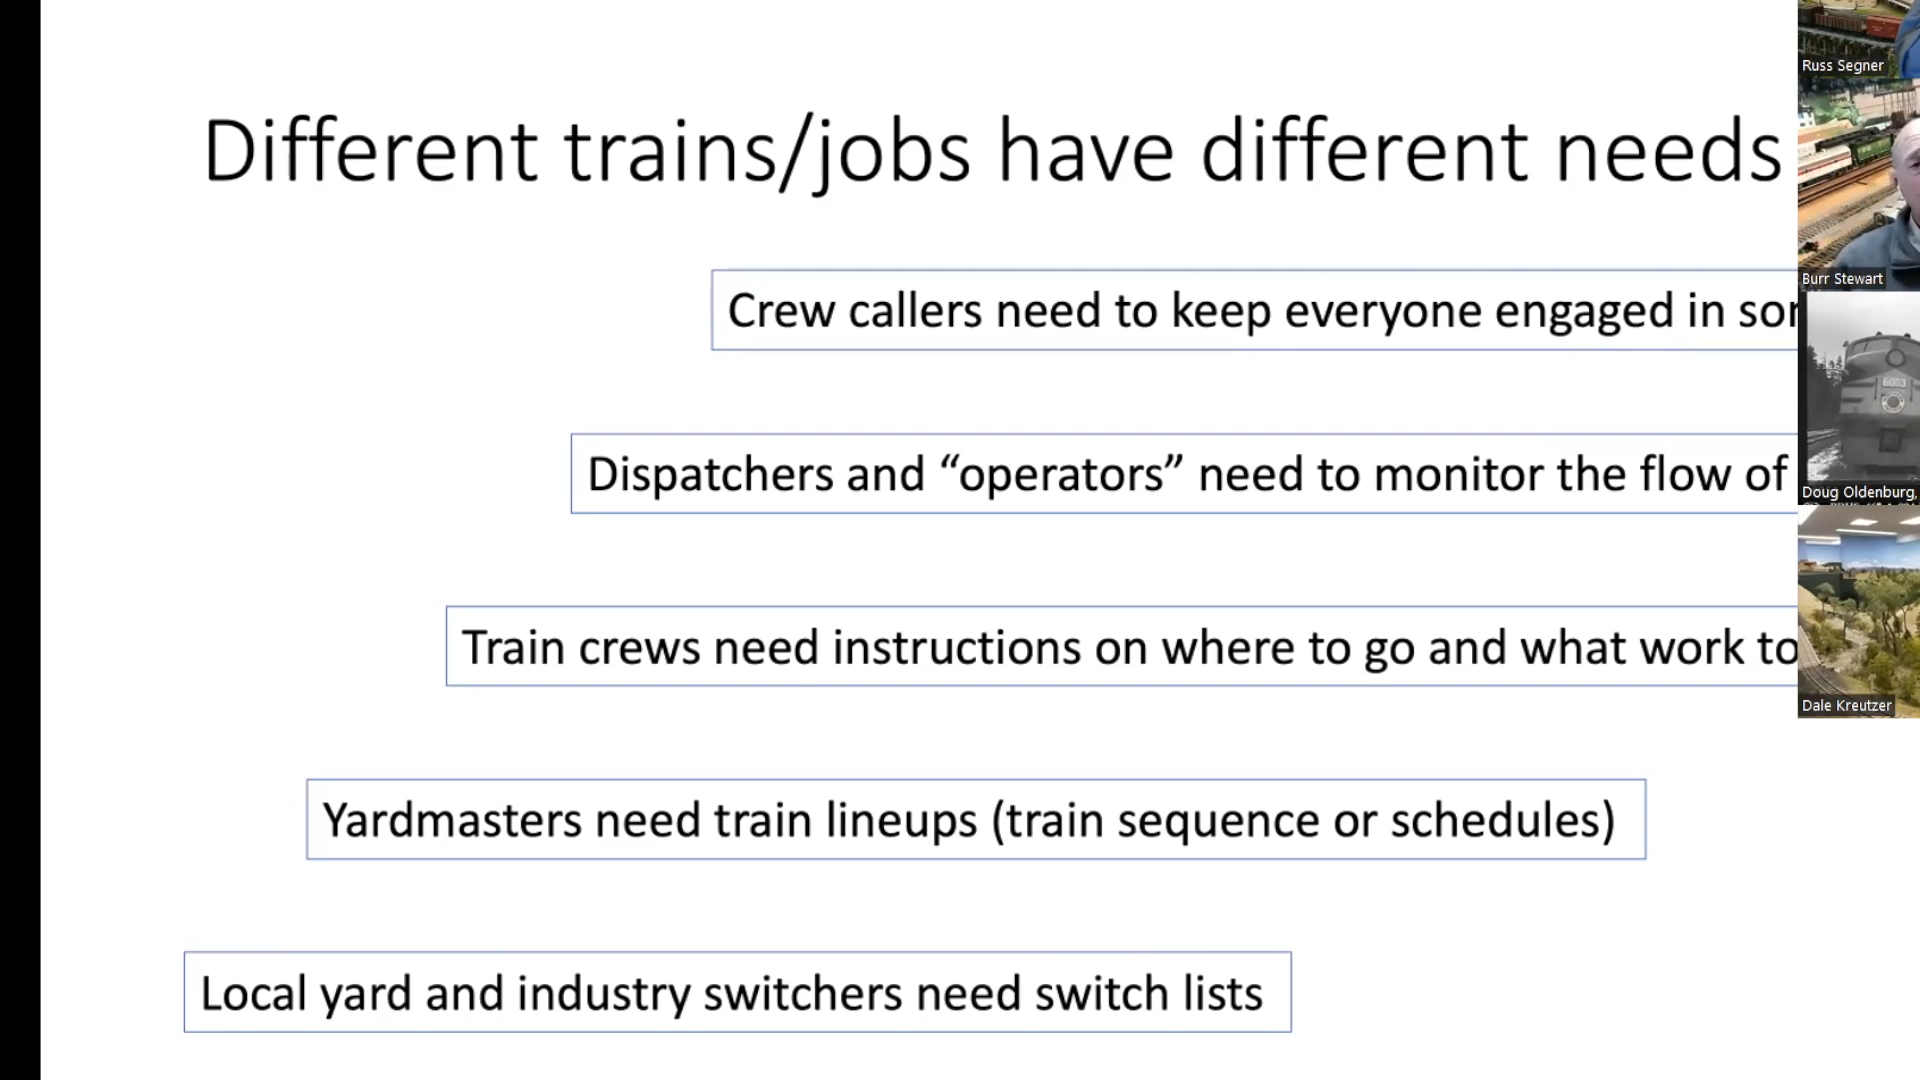 Different trains/jobs have different needs
Crew callers need to keep everyone engaged in
Dispatchers and “operators” need to monitor the flow of
Train crews need instructions on where to go and what work to
Yardmasters need train lineups (train sequence or schedules)
Local yard and industry switchers need switch lists
Russ Segner
Burr Stewart
6003
Doug Oldenburg,
Dale Kreutzer